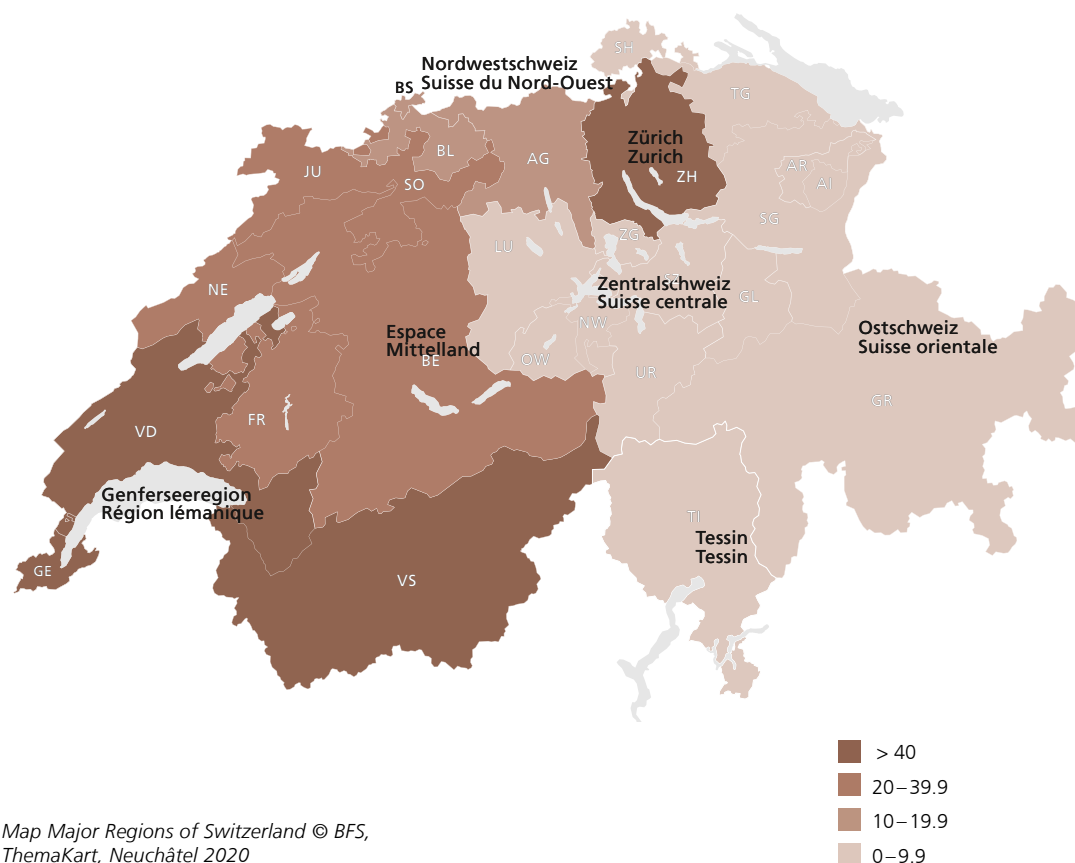 SH
Nordwestschweiz
Suisse du Nord-Ouest
BS
TG
Zürich
Zurich
ZH
BL
AG
JU
SO
AR
AI
SG
LU
ZG
SZ
Zentralschweiz
Suisse centrale
NE
GL
NW
Espace
Mittelland
BE
OW
UR
Ostschweiz
Suisse orientale
GR
FR
VD
Genferseeregion
Région lémanique
TI
Tessin
Tessin
GE
VS
> 40
20–39.9
10–19.9
0–9.9
Map Major Regions of Switzerland © BFS,
ThemaKart, Neuchâtel 2020